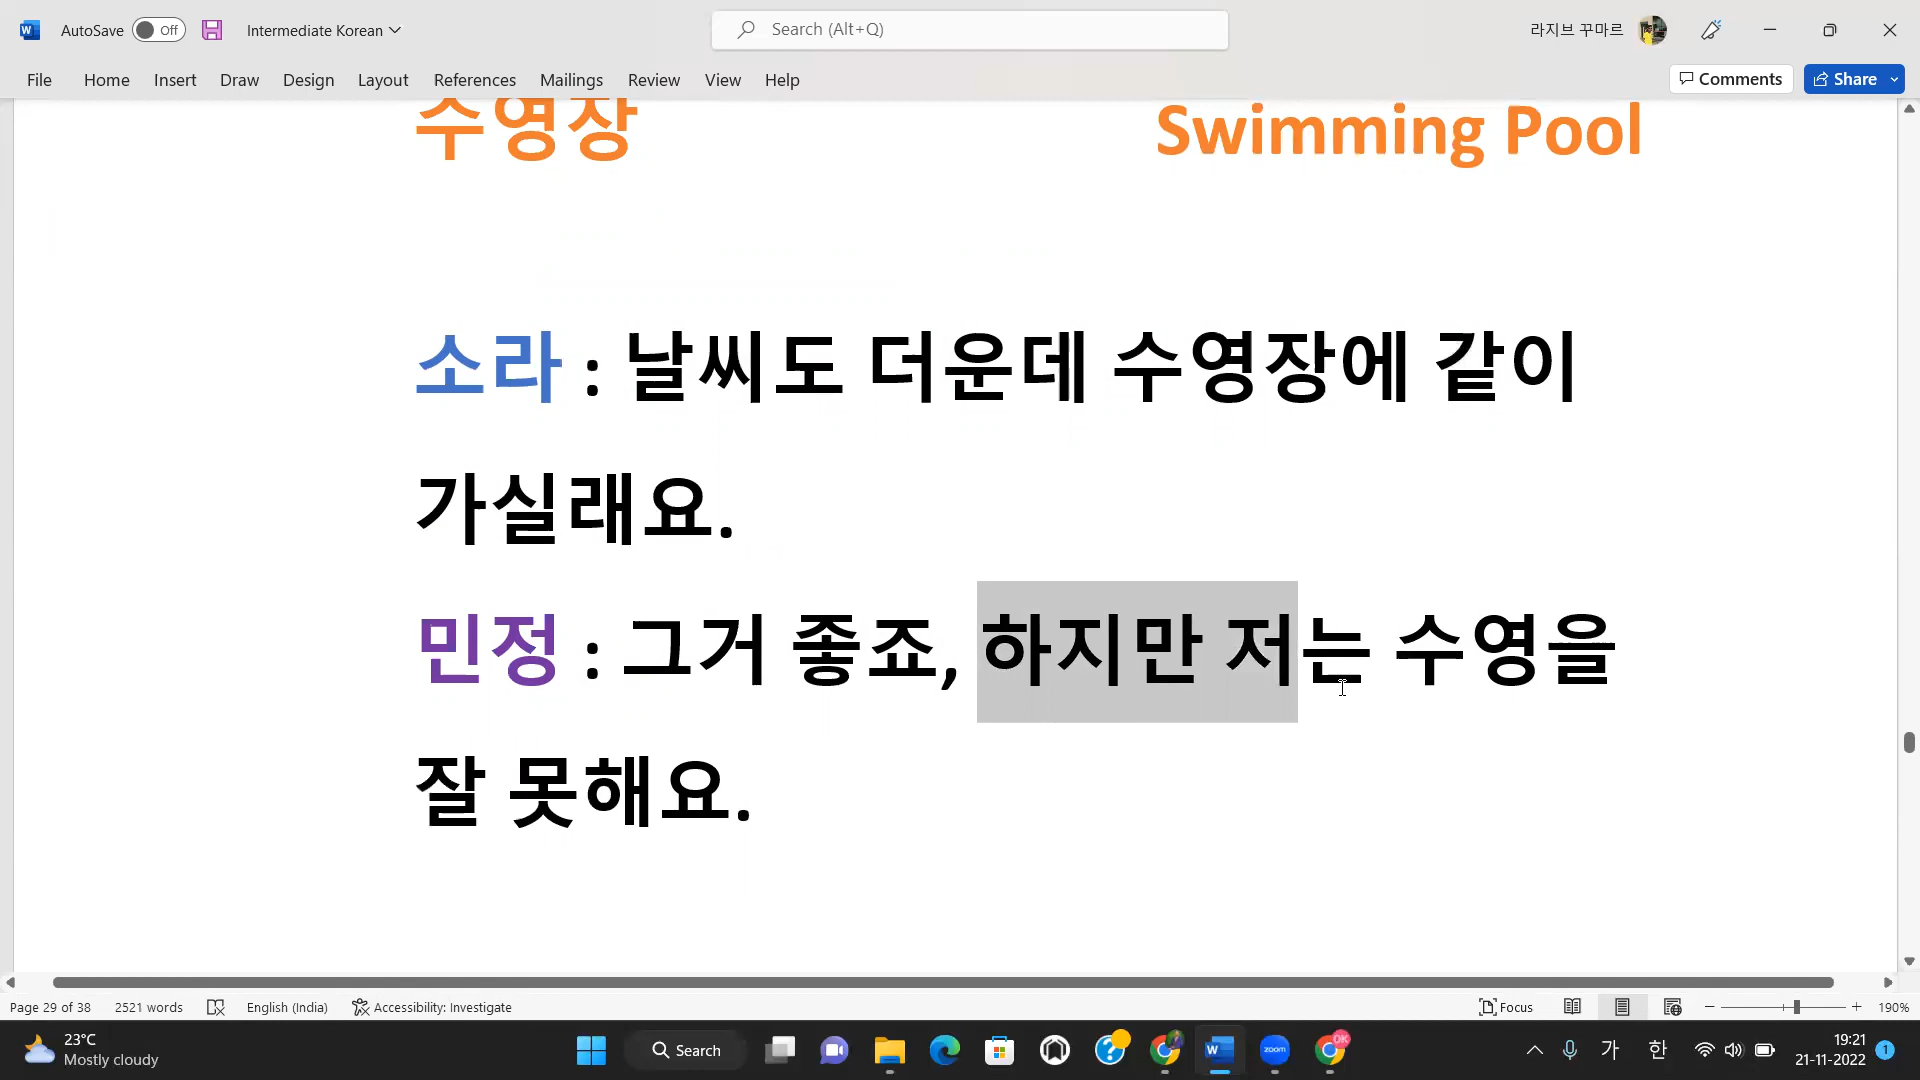 AutoSave Off Intermediate Korean Search (Alt+Q) 라지브 꾸마르
File Home Insert Draw Design Layout References Mailings Review View Help Comments Share
수영장 Swimming Pool
소라 : 날씨도 더운데 수영장에 같이
가실래요.
민정 : 그거 좋죠, 하지만 저는 수영을
잘 못해요.
Page 29 of 38 2521 words English (India) Accessibility: Investigate Focus 190%
23°C
Mostly cloudy
Search
zoom
OK
가 한
19:21
21-11-2022
1